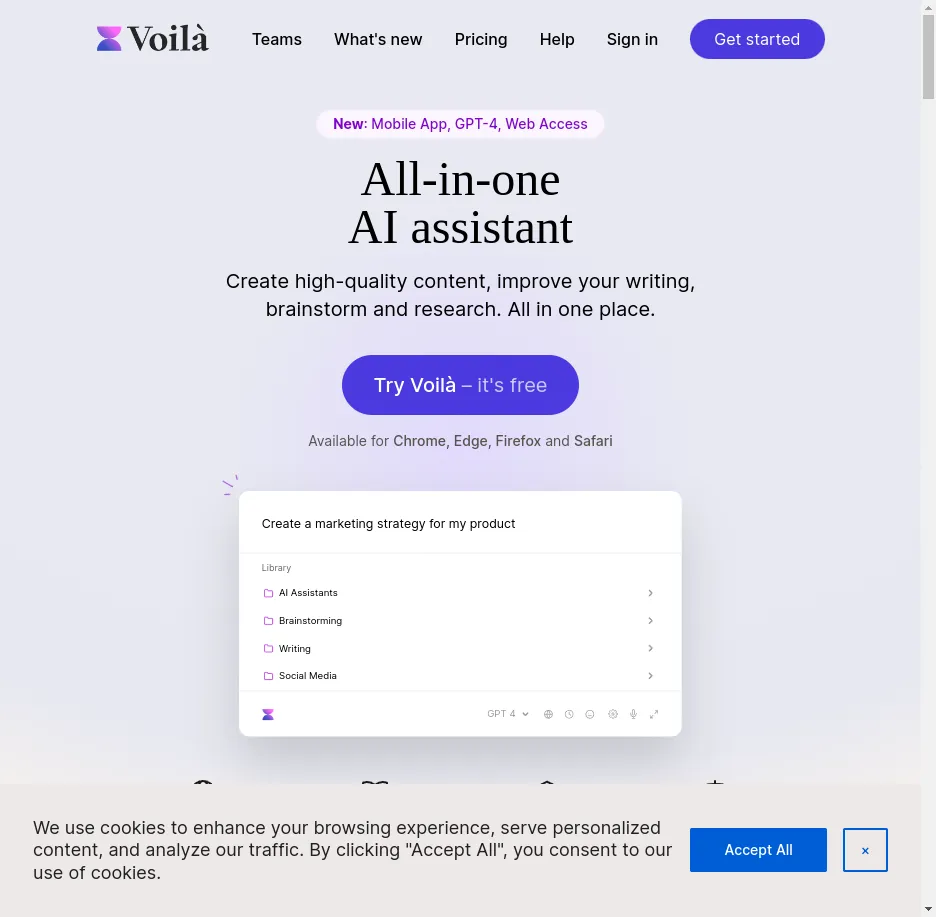 Voilà
Teams
What's new
Pricing
Help
Sign in
Get started
New: Mobile App, GPT-4, Web Access
All-in-one
AI assistant
Create high-quality content, improve your writing,
brainstorm and research. All in one place.
Try Voilà – it's free
Available for Chrome, Edge, Firefox and Safari
Create a marketing strategy for my product
Library
AI Assistants
Brainstorming
Writing
Social Media
GPT 4
We use cookies to enhance your browsing experience, serve personalized
content, and analyze our traffic. By clicking "Accept All", you consent to our
use of cookies.
Accept All
×